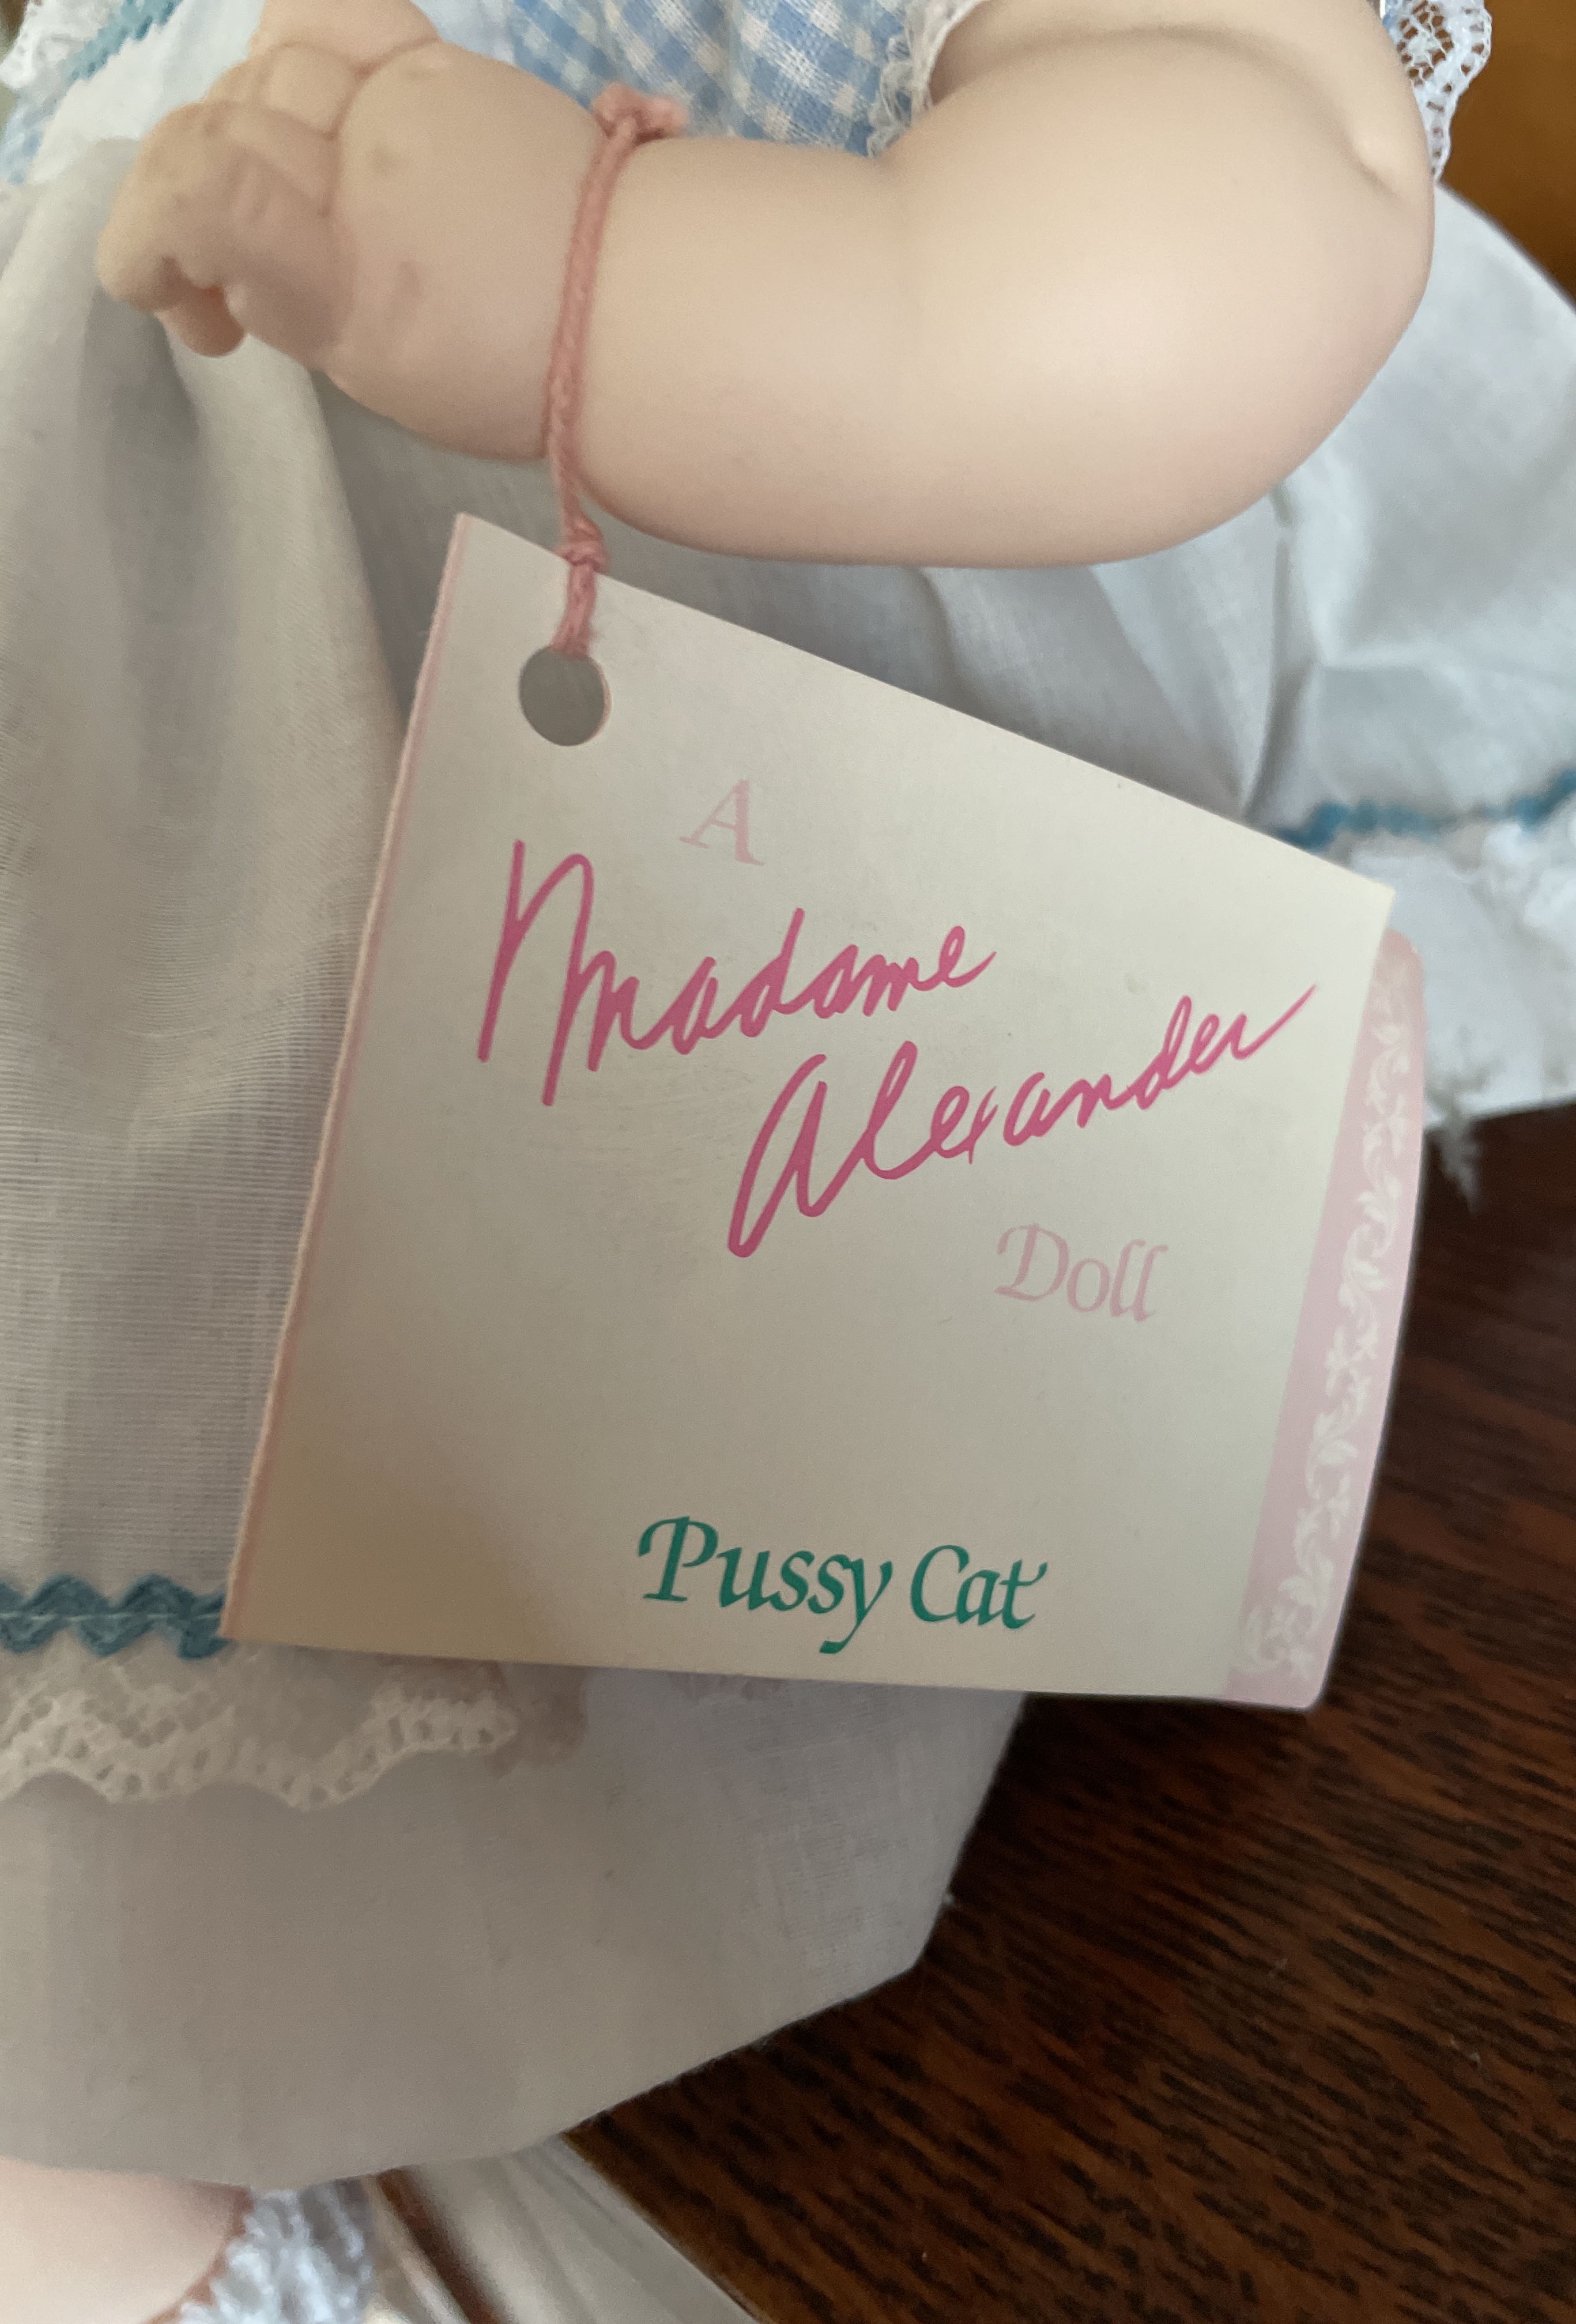 A
Madame
Alexander
Doll
Pussy Cat